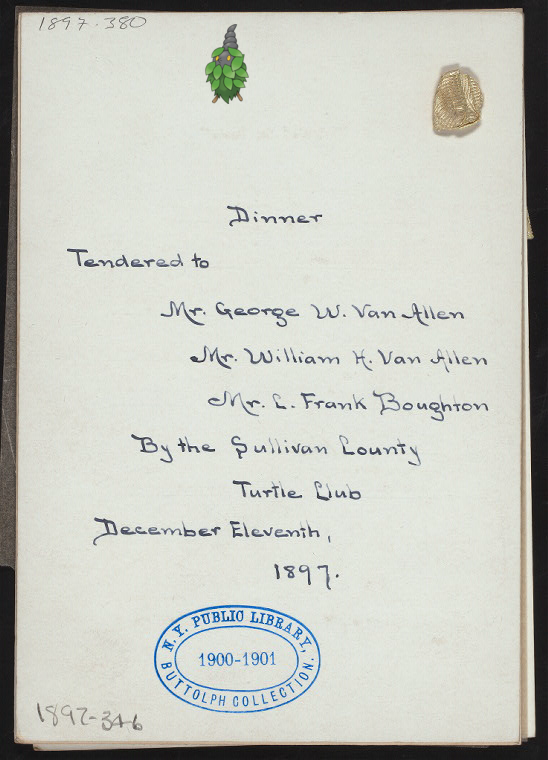 1897-380
Dinner
Tendered to
Mr. George W. Van Allen
Mr. William H. Van Allen
Mr. L. Frank Boughton
By the Sullivan County
Turtle Club
December Eleventh,
1897.
N.Y. PUBLIC LIBRARY,
1900-1901
BUTTOLPH COLLECTION.
1897-346